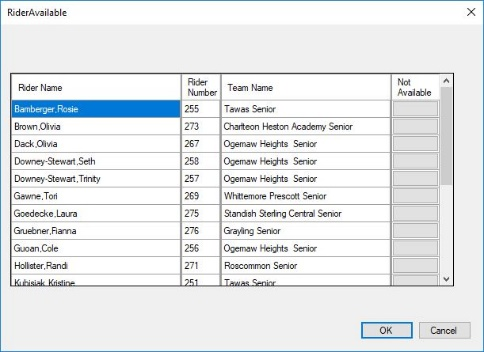 RiderAvailable
Rider Name Rider Number Team Name Not Available
Bamberger,Rosie 255 Tawas Senior
Brown,Olivia 273 Charlteon Heston Academy Senior
Dack,Olivia 267 Ogemaw Heights Senior
Downey-Stewart,Seth 258 Ogemaw Heights Senior
Downey-Stewart,Trinity 257 Ogemaw Heights Senior
Gawne,Tori 269 Whittemore Prescott Senior
Goedecke,Laura 275 Standish Sterling Central Senior
Gruebner,Fianna 276 Grayling Senior
Guoan,Cole 256 Ogemaw Heights Senior
Hollister,Randi 271 Roscommon Senior
Kubisiak,Kristine 251 Tawas Senior
OK Cancel